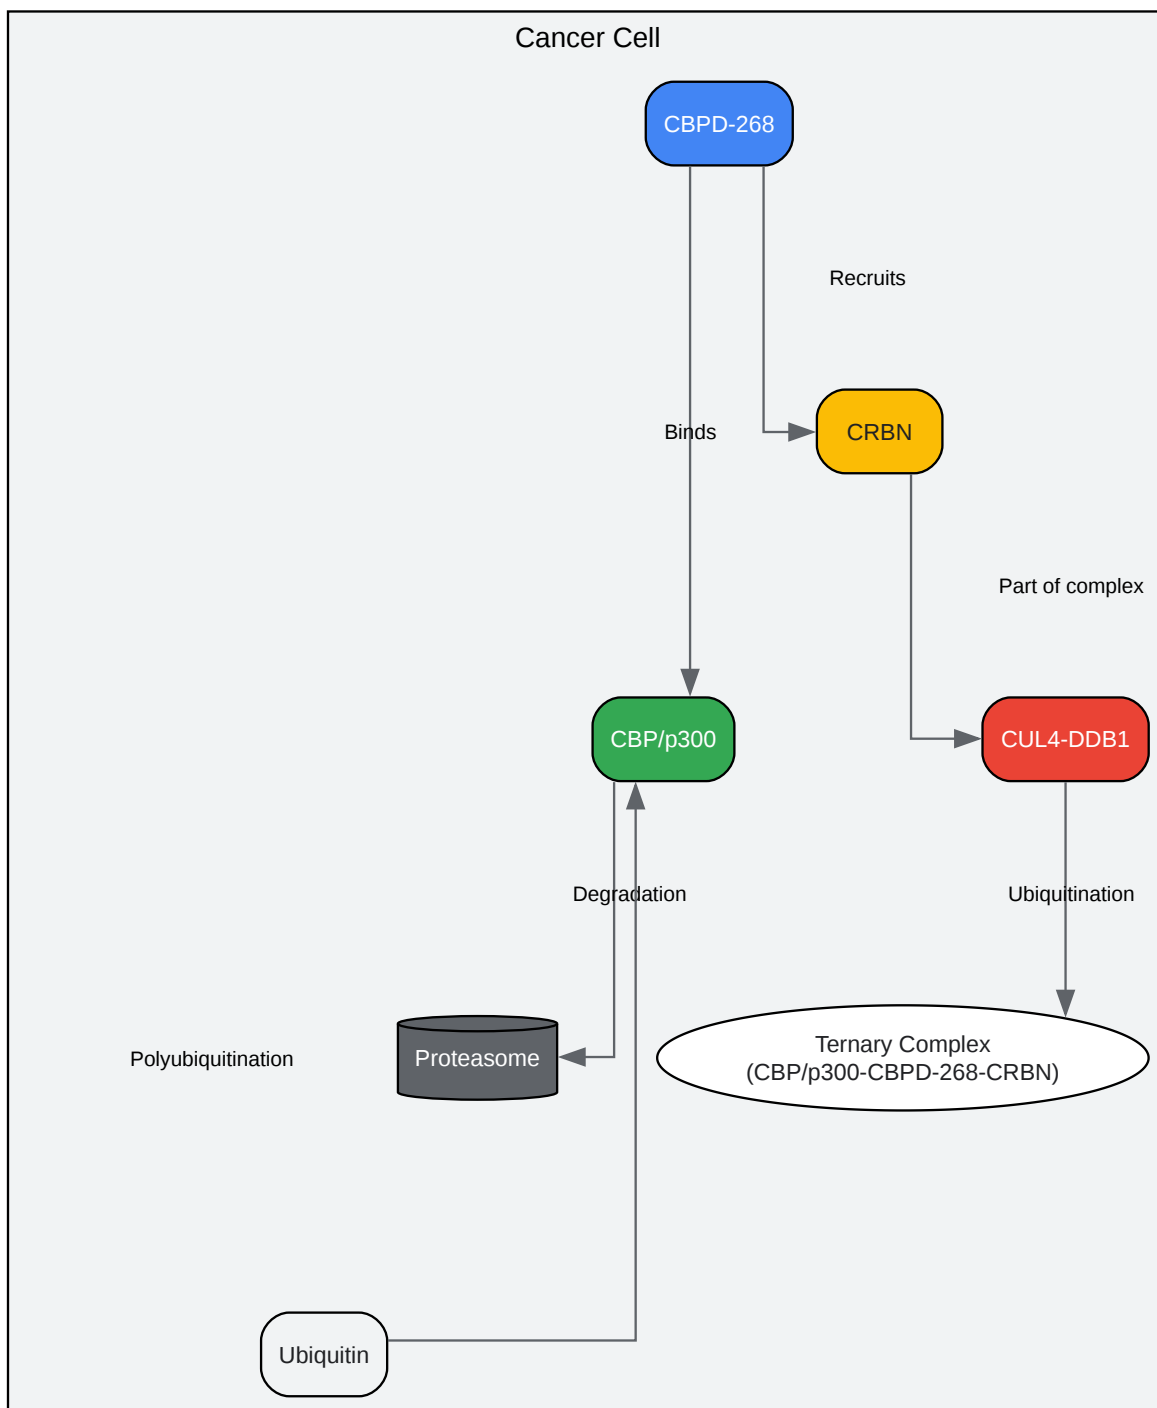 Cancer Cell
CBPD-268
Recruits
Binds
CRBN
Part of complex
CBP/p300
CUL4-DDB1
Degradation
Ubiquitination
Polyubiquitination
Proteasome
Ternary Complex
(CBP/p300-CBPD-268-CRBN)
Ubiquitin